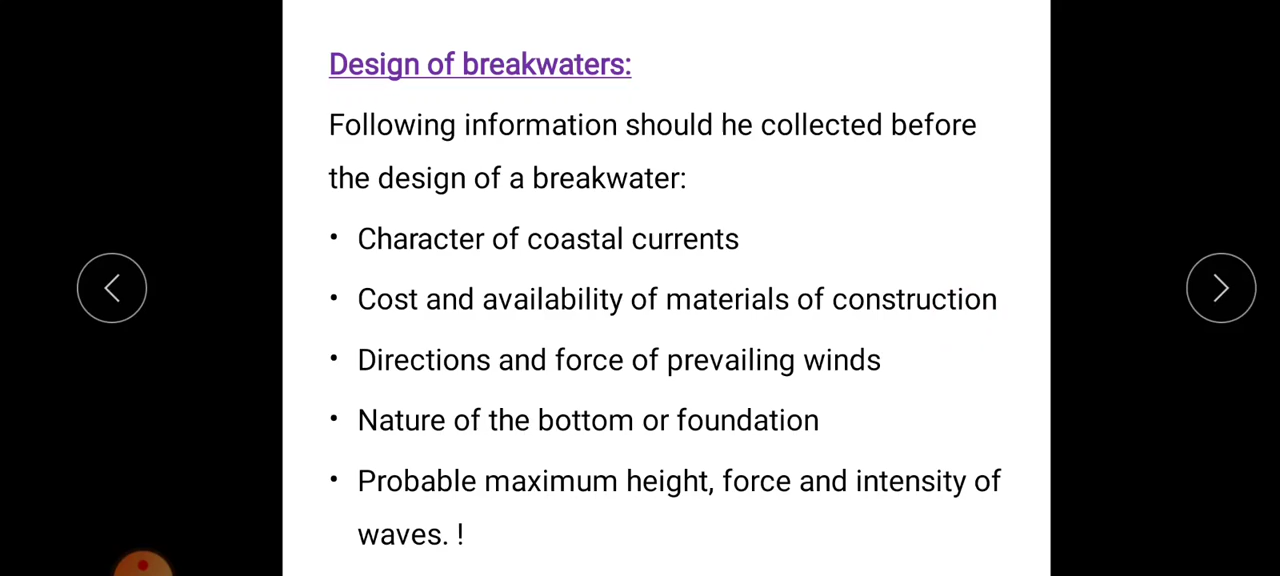 Design of breakwaters:
Following information should he collected before
the design of a breakwater:
• Character of coastal currents
• Cost and availability of materials of construction
• Directions and force of prevailing winds
• Nature of the bottom or foundation
• Probable maximum height, force and intensity of
waves. !